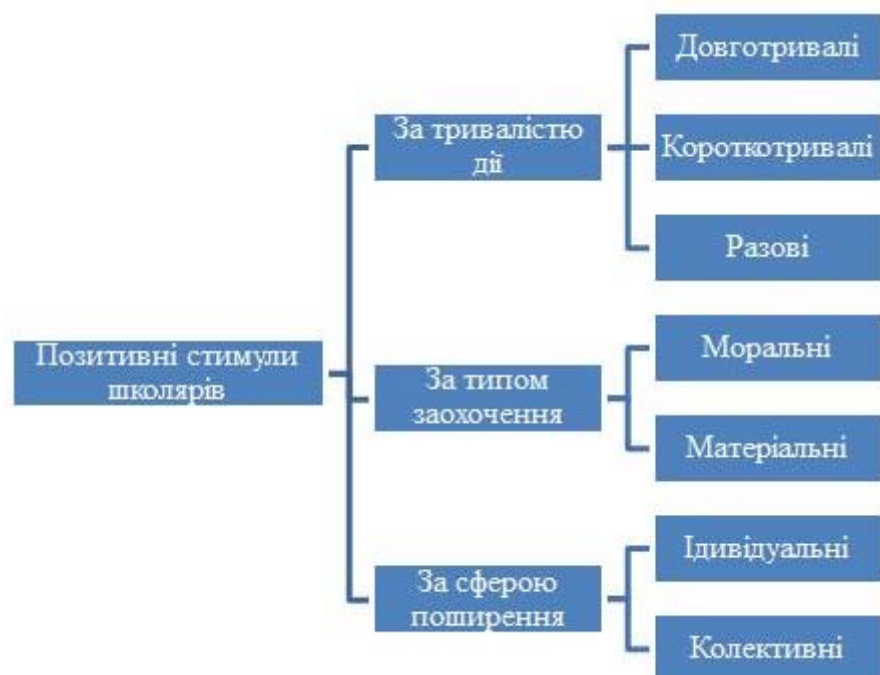 Позитивні стимули
школярів
За тривалістю
дії
Довготривалі
Короткотривалі
Разові
За типом
заохочення
Моральні
Матеріальні
За сферою
поширення
Ідивідуальні
Колективні